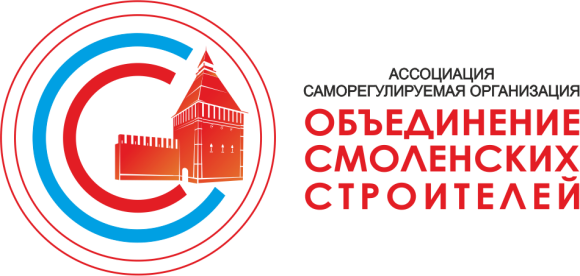 АССОЦИАЦИЯ
САМОРЕГУЛИРУЕМАЯ ОРГАНИЗАЦИЯ
ОБЪЕДИНЕНИЕ
СМОЛЕНСКИХ
СТРОИТЕЛЕЙ